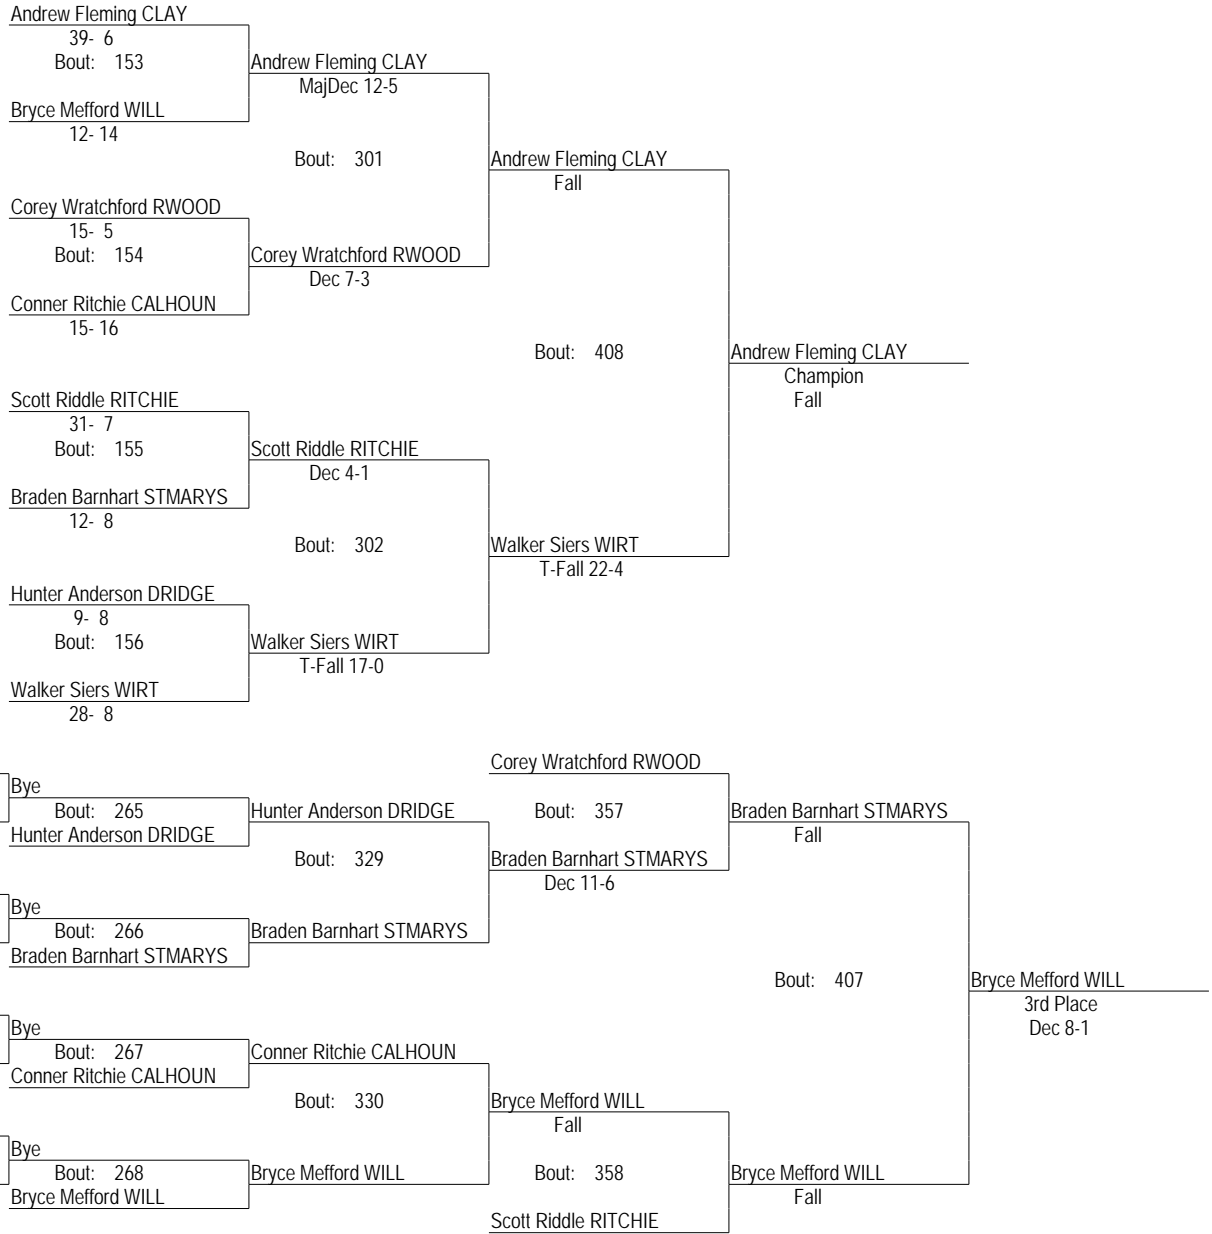 Andrew Fleming CLAY
39- 6
Bout: 153
Andrew Fleming CLAY
MajDec 12-5
Bryce Mefford WILL
12- 14
Bout: 301
Andrew Fleming CLAY
Fall
Corey Wratchford RWOOD
15- 5
Bout: 154
Corey Wratchford RWOOD
Dec 7-3
Conner Ritchie CALHOUN
15- 16
Bout: 408
Andrew Fleming CLAY
Champion
Fall
Scott Riddle RITCHIE
31- 7
Bout: 155
Scott Riddle RITCHIE
Dec 4-1
Braden Barnhart STMARYS
12- 8
Bout: 302
Walker Siers WIRT
T-Fall 22-4
Hunter Anderson DRIDGE
9- 8
Bout: 156
Walker Siers WIRT
T-Fall 17-0
Walker Siers WIRT
28- 8
Corey Wratchford RWOOD
Bye
Bout: 265
Hunter Anderson DRIDGE
Bout: 357
Braden Barnhart STMARYS
Hunter Anderson DRIDGE
Fall
Bout: 329
Braden Barnhart STMARYS
Dec 11-6
Bye
Bout: 266
Braden Barnhart STMARYS
Braden Barnhart STMARYS
Bout: 407
Bryce Mefford WILL
3rd Place
Dec 8-1
Bye
Bout: 267
Conner Ritchie CALHOUN
Conner Ritchie CALHOUN
Bout: 330
Bryce Mefford WILL
Fall
Bye
Bout: 268
Bryce Mefford WILL
Bout: 358
Bryce Mefford WILL
Bryce Mefford WILL
Fall
Scott Riddle RITCHIE